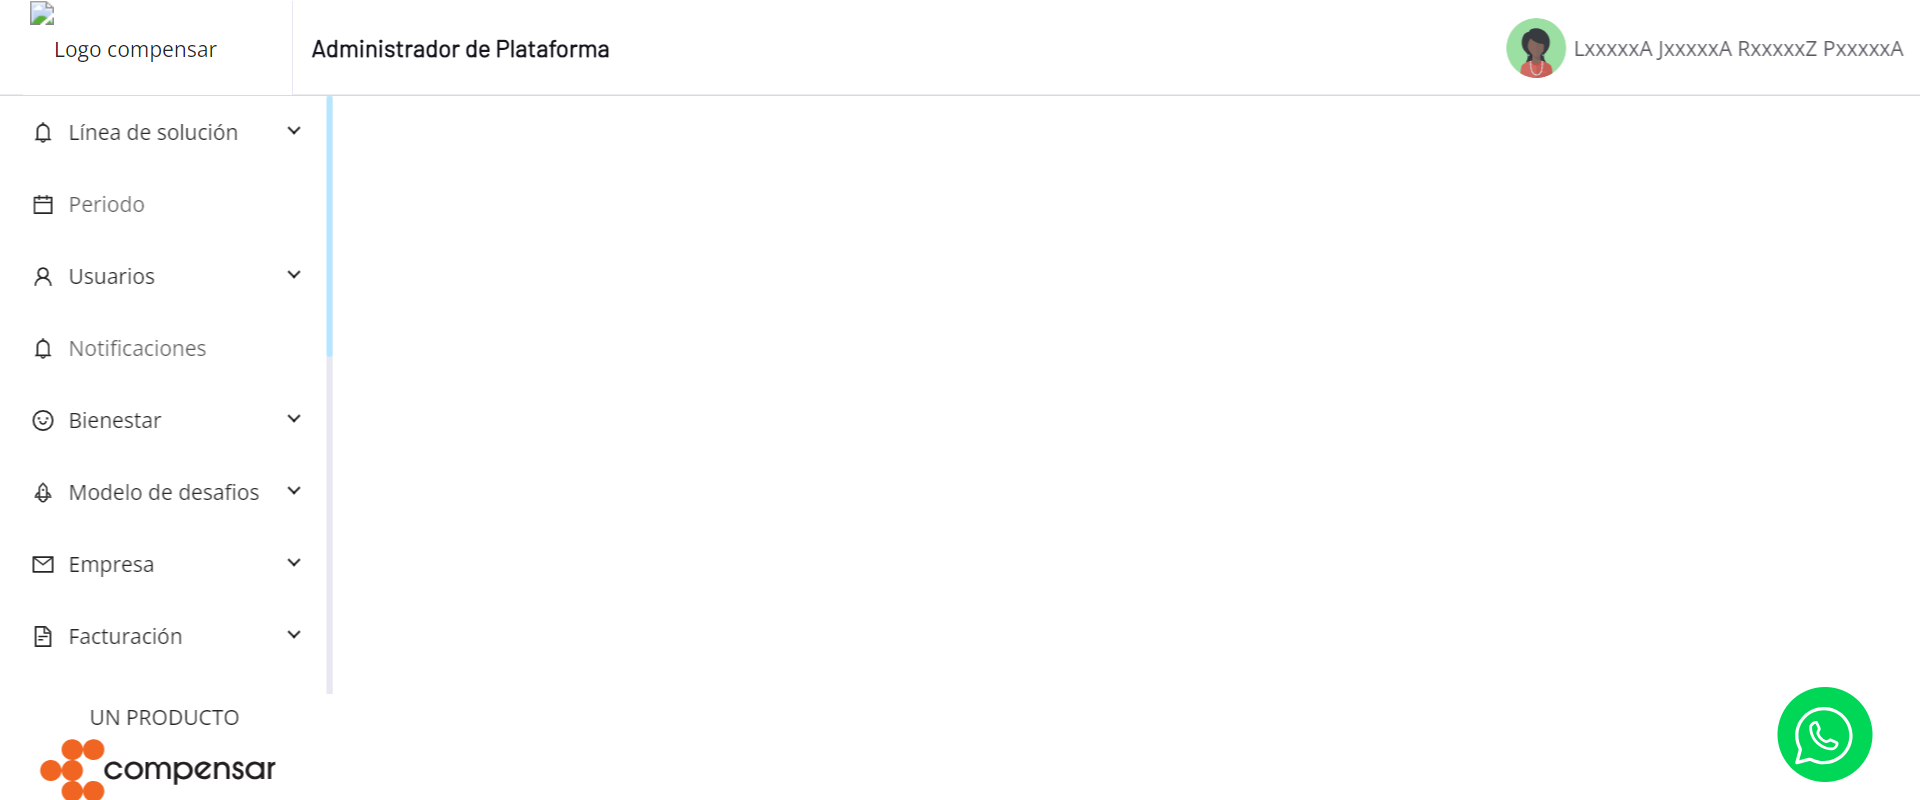 Logo compensar
Administrador de Plataforma
LxxxxxA JxxxxxA RxxxxxZ PxxxxxA
Línea de solución
Periodo
Usuarios
Notificaciones
Bienestar
Modelo de desafios
Empresa
Facturación
UN PRODUCTO
compensar